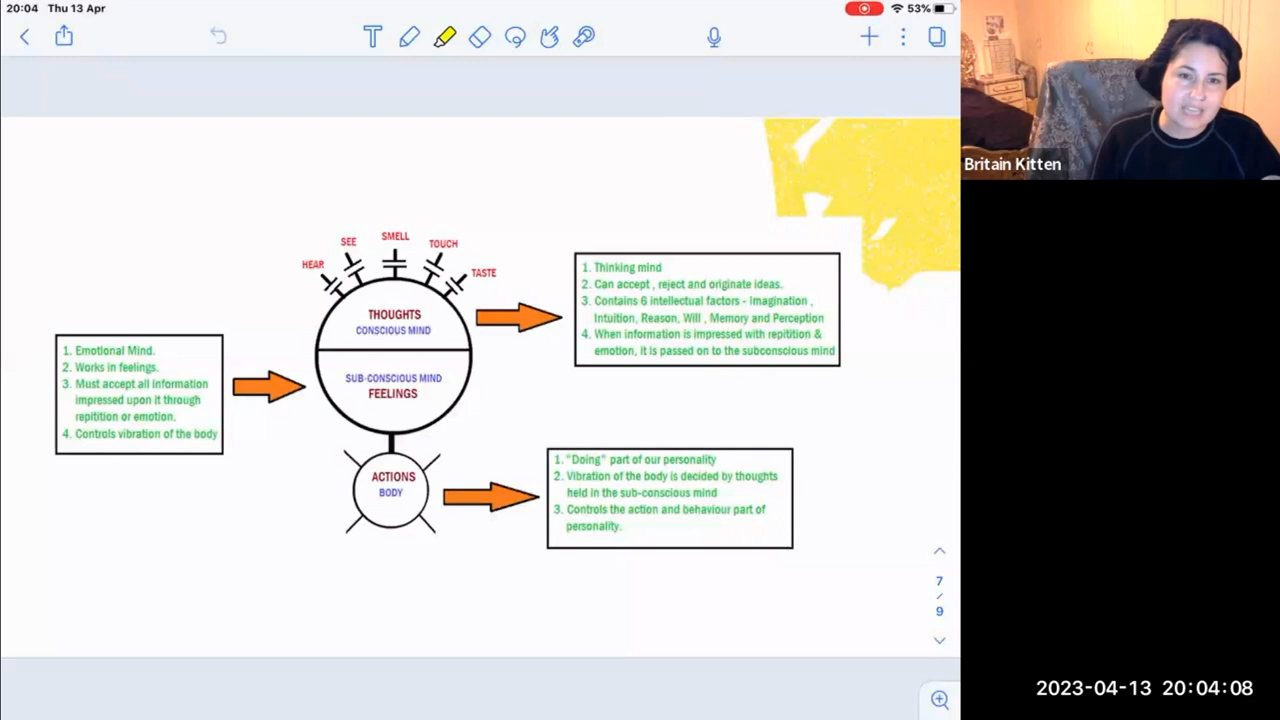 20:04 Thu 13 Apr
53%
T
Britain Kitten
HEAR
SEE
SMELL
TOUCH
TASTE
THOUGHTS
CONSCIOUS MIND
SUB-CONSCIOUS MIND
FEELINGS
ACTIONS
BODY
1. Thinking mind
2. Can accept , reject and originate ideas.
3. Contains 6 intellectual factors - Imagination ,
Intuition, Reason, Will , Memory and Perception
4. When information is impressed with repitition &
emotion, it is passed on to the subconscious mind
1. Emotional Mind.
2. Works in feelings.
3. Must accept all information
impressed upon it through
repitition or emotion.
4. Controls vibration of the body
1. "Doing" part of our personality
2. Vibration of the body is decided by thoughts
held in the sub-conscious mind
3. Controls the action and behaviour part of
personality.
7
/
9
2023-04-13 20:04:08